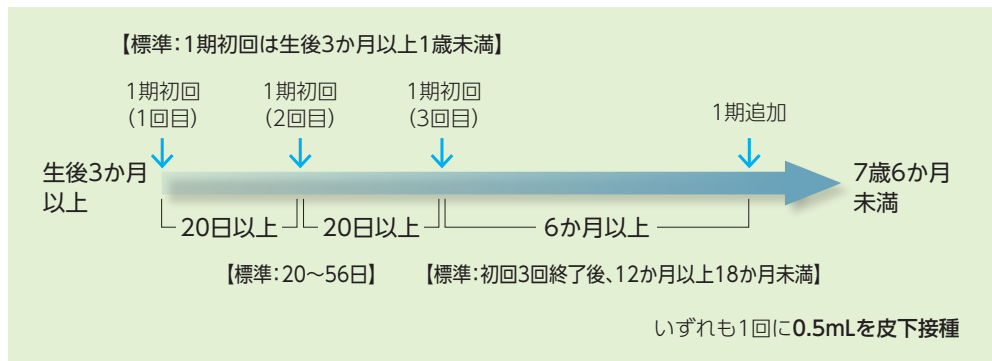 【標準：1期初回は生後3か月以上1歳未満】
1期初回
（1回目）
1期初回
（2回目）
1期初回
（3回目）
1期追加
生後3か月
以上
7歳6か月
未満
20日以上
20日以上
6か月以上
【標準：20〜56日】
【標準：初回3回終了後、12か月以上18か月未満】
いずれも1回に0.5mLを皮下接種